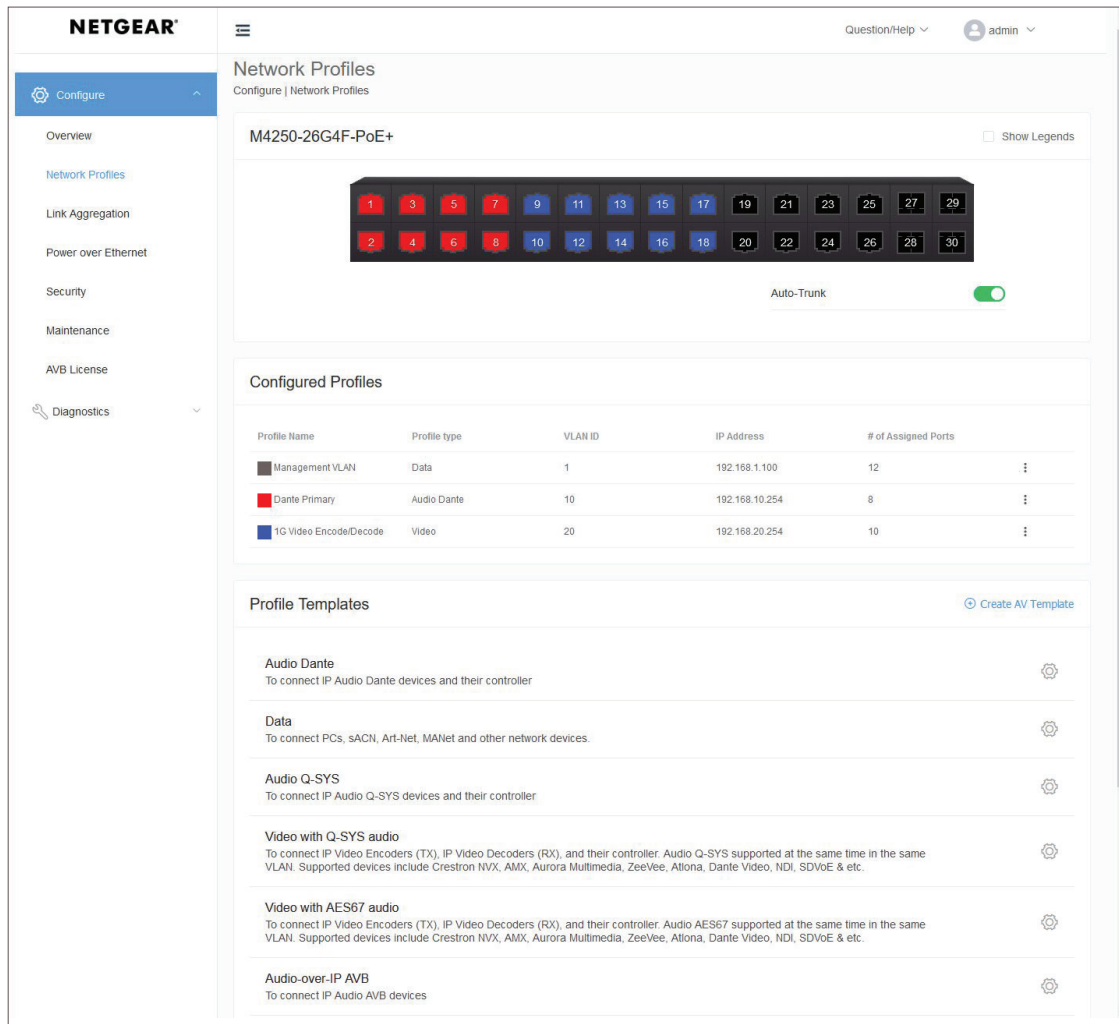 NETGEAR
Question/Help
admin
Configure
Overview
Network Profiles
Link Aggregation
Power over Ethernet
Security
Maintenance
AVB License
Diagnostics
Network Profiles
Configure | Network Profiles
M4250-26G4F-PoE+
Show Legends
1 3 5 7 9 11 13 15 17 19 21 23 25 27 29
2 4 6 8 10 12 14 16 18 20 22 24 26 28 30
Auto-Trunk
Configured Profiles
Profile Name Profile type VLAN ID IP Address # of Assigned Ports
Management VLAN Data 1 192.168.1.100 12
Dante Primary Audio Dante 10 192.168.10.254 8
1G Video Encode/Decode Video 20 192.168.20.254 10
Profile Templates
Create AV Template
Audio Dante
To connect IP Audio Dante devices and their controller
Data
To connect PCs, sACN, Art-Net, MANet and other network devices.
Audio Q-SYS
To connect IP Audio Q-SYS devices and their controller
Video with Q-SYS audio
To connect IP Video Encoders (TX), IP Video Decoders (RX), and their controller. Audio Q-SYS supported at the same time in the same
VLAN. Supported devices include Crestron NVX, AMX, Aurora Multimedia, ZeeVee, Atlona, Dante Video, NDI, SDVoE & etc.
Video with AES67 audio
To connect IP Video Encoders (TX), IP Video Decoders (RX), and their controller. Audio AES67 supported at the same time in the same
VLAN. Supported devices include Crestron NVX, AMX, Aurora Multimedia, ZeeVee, Atlona, Dante Video, NDI, SDVoE & etc.
Audio-over-IP AVB
To connect IP Audio AVB devices